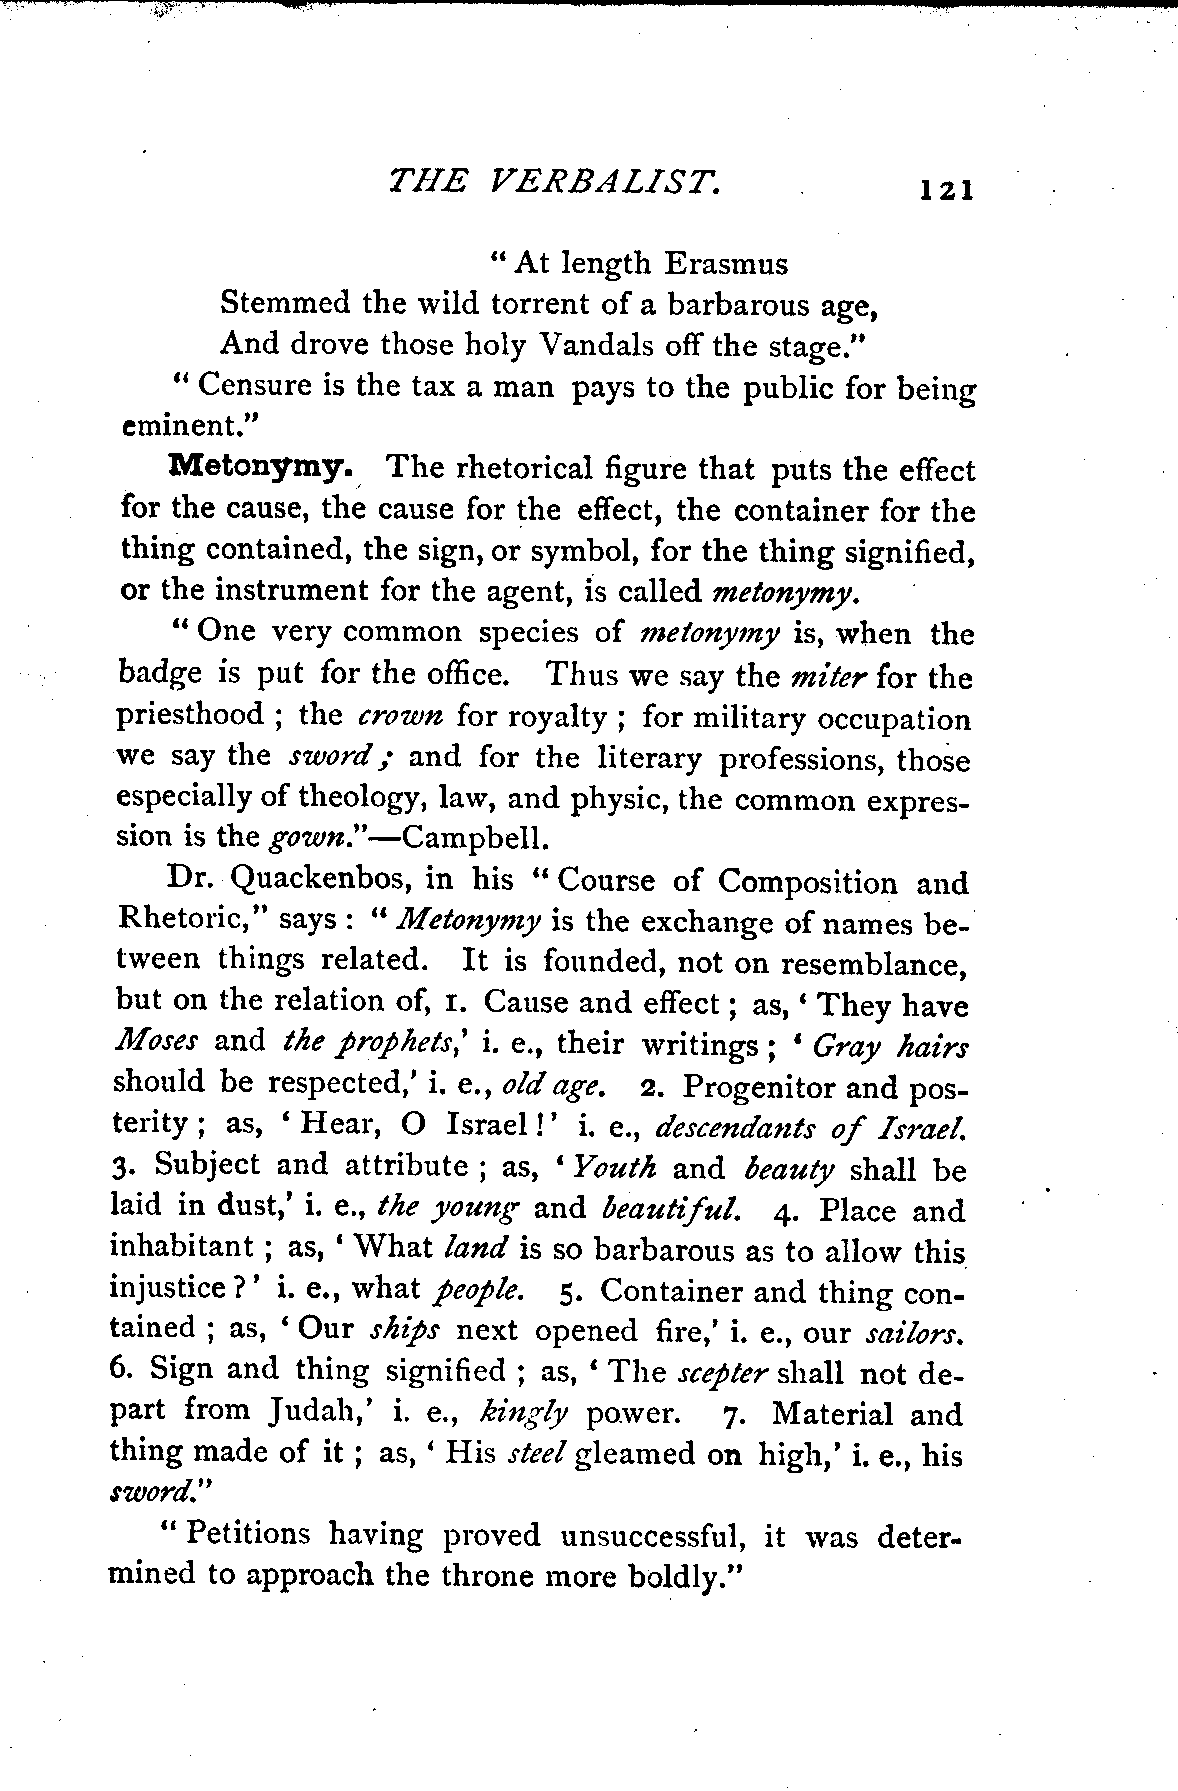 THE VERBALIST. 121
“ At length Erasmus
Stemmed the wild torrent of a barbarous age,
And drove those holy Vandals off the stage.”
“ Censure is the tax a man pays to the public for being
eminent.”
Metonymy. The rhetorical figure that puts the effect
for the cause, the cause for the effect, the container for the
thing contained, the sign, or symbol, for the thing signified,
or the instrument for the agent, is called metonymy.
“ One very common species of metonymy is, when the
badge is put for the office. Thus we say the miter for the
priesthood ; the crown for royalty ; for military occupation
we say the sword ; and for the literary professions, those
especially of theology, law, and physic, the common expres-
sion is the gown.”—Campbell.
Dr. Quackenbos, in his “ Course of Composition and
Rhetoric,” says : “ Metonymy is the exchange of names be-
tween things related. It is founded, not on resemblance,
but on the relation of, 1. Cause and effect ; as, ‘ They have
Moses and the prophets,’ i. e., their writings ; ‘ Gray hairs
should be respected,’ i. e., old age. 2. Progenitor and pos-
terity ; as, ‘ Hear, O Israel !’ i. e., descendants of Israel.
3. Subject and attribute ; as, ‘ Youth and beauty shall be
laid in dust,’ i. e., the young and beautiful. 4. Place and
inhabitant ; as, ‘ What land is so barbarous as to allow this
injustice ? ’ i. e., what people. 5. Container and thing con-
tained ; as, ‘ Our ships next opened fire,’ i. e., our sailors.
6. Sign and thing signified ; as, ‘ The scepter shall not de-
part from Judah,’ i. e., kingly power. 7. Material and
thing made of it ; as, ‘ His steel gleamed on high,’ i. e., his
sword.”
“ Petitions having proved unsuccessful, it was deter-
mined to approach the throne more boldly.”